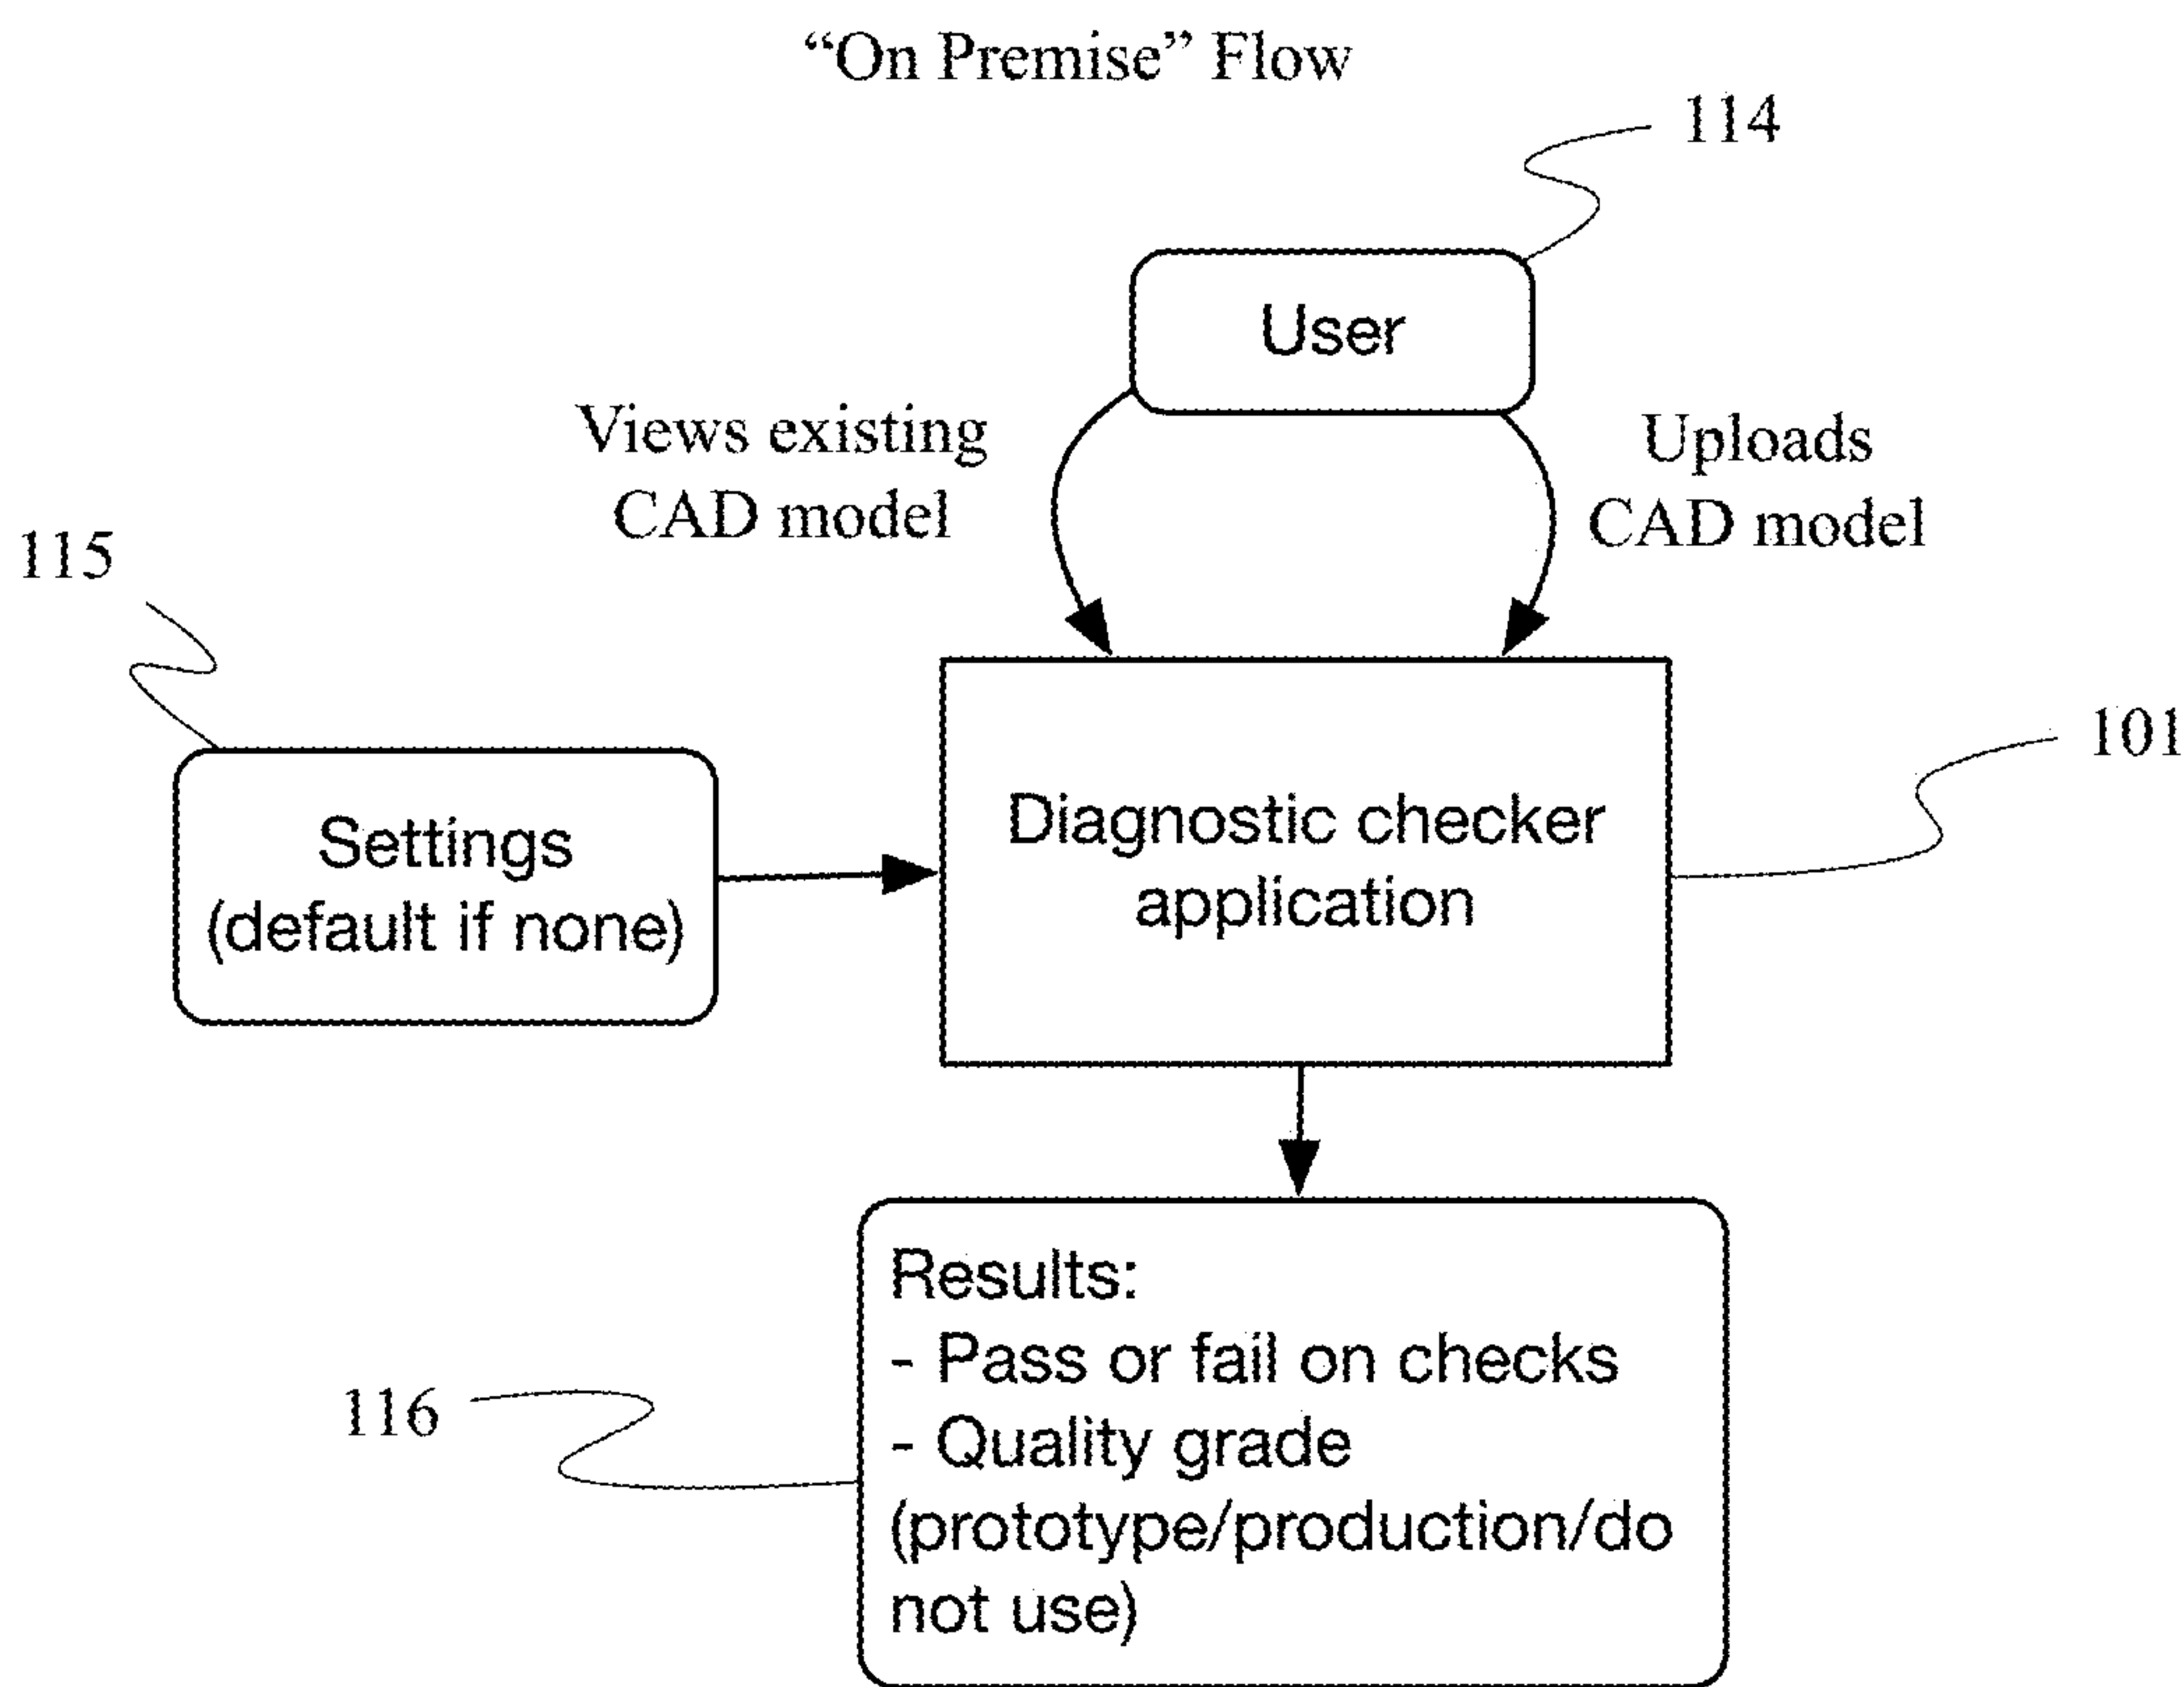 “On Premise” Flow
114
User
Views existing
CAD model
Uploads
CAD model
115
101
Settings
(default if none)
Diagnostic checker
application
Results:
- Pass or fail on checks
- Quality grade
(prototype/production/do
not use)
116